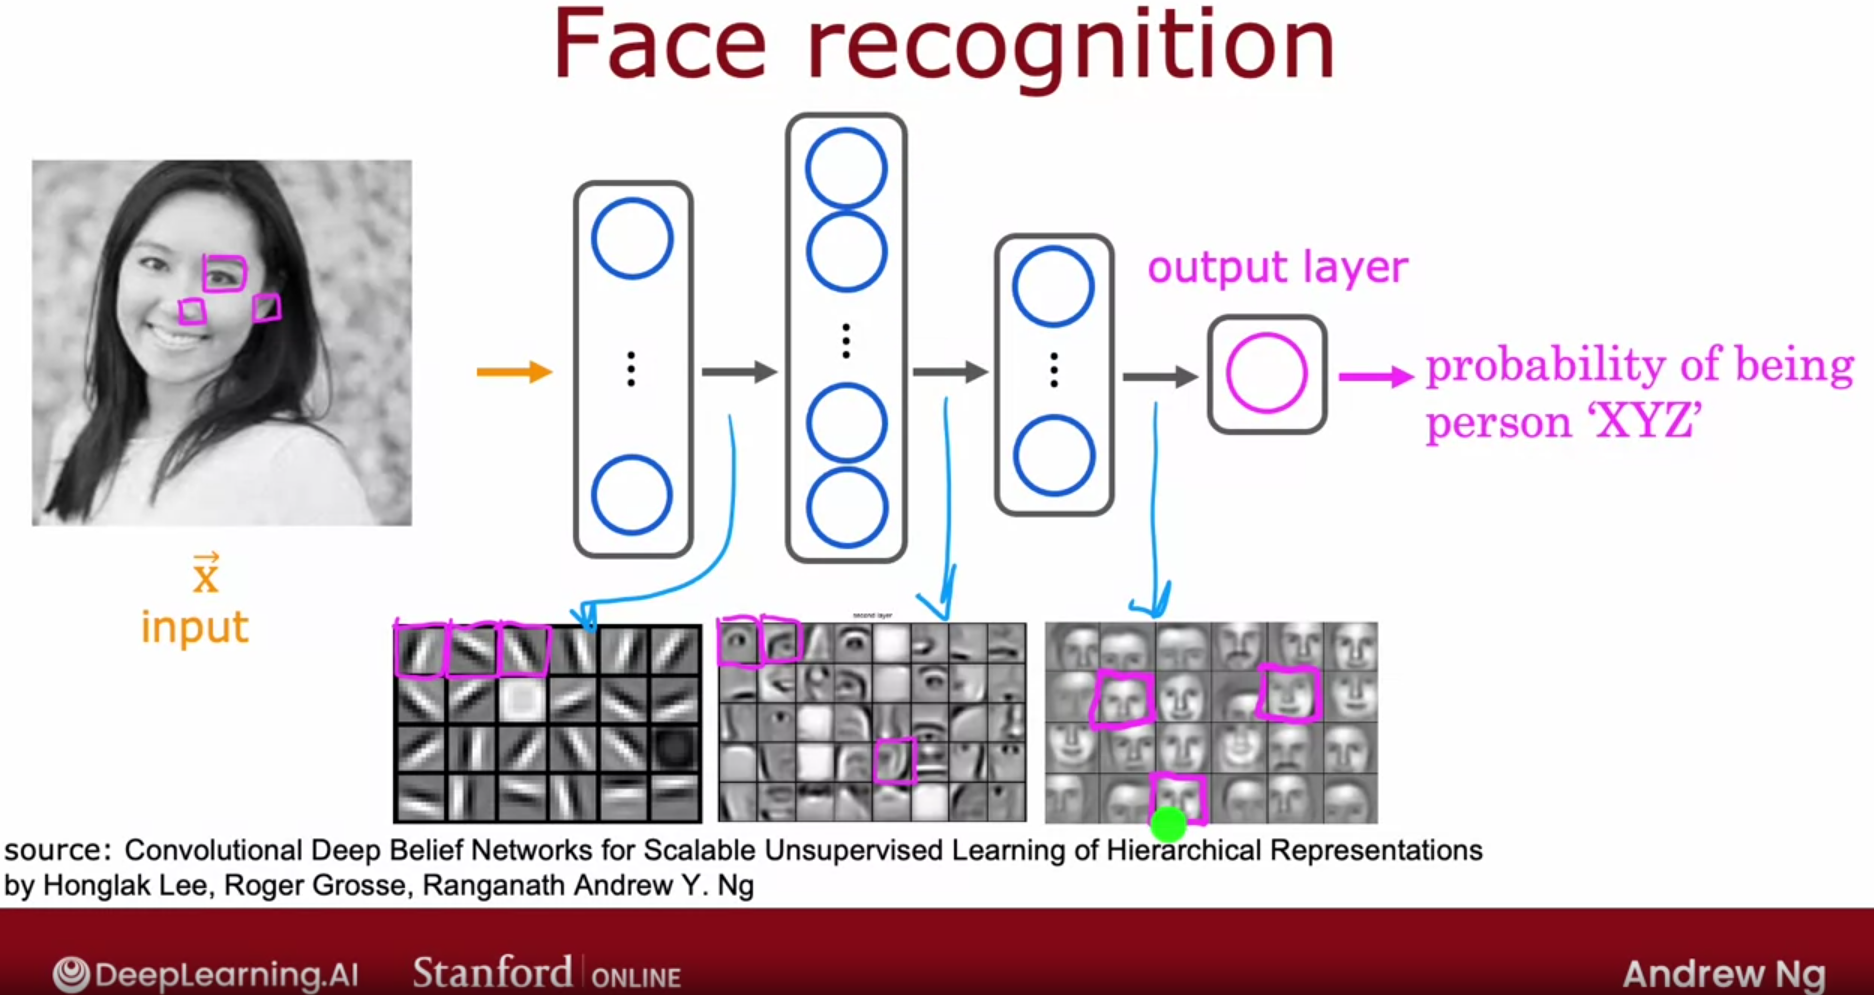 Face recognition
output layer
probability of being
person ‘XYZ’
x
input
second layer
source: Convolutional Deep Belief Networks for Scalable Unsupervised Learning of Hierarchical Representations
by Honglak Lee, Roger Grosse, Ranganath Andrew Y. Ng
DeepLearning.AI
Stanford | ONLINE
Andrew Ng